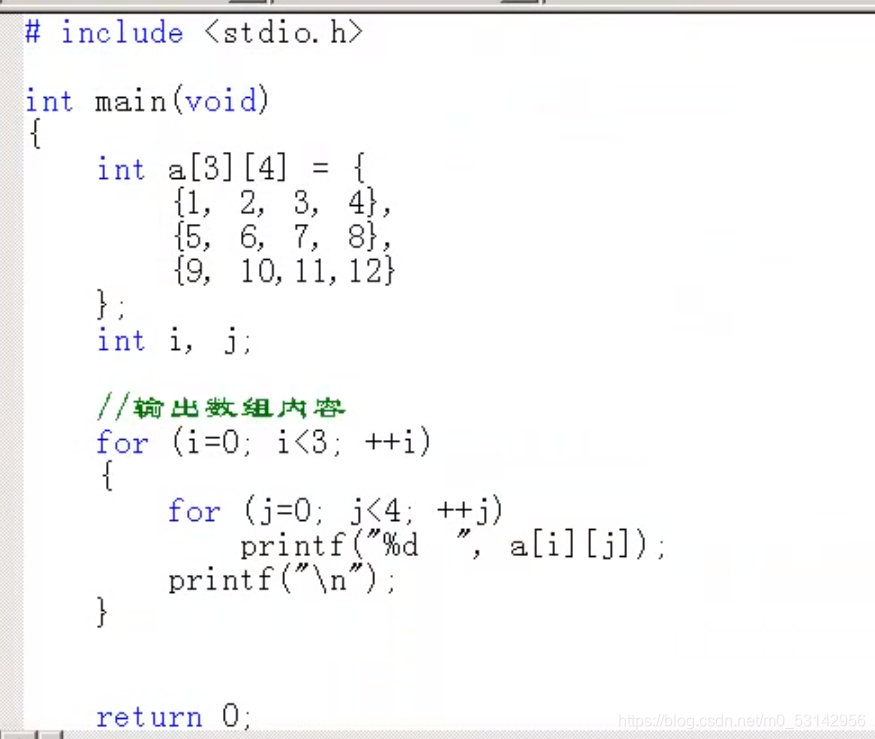 # include <stdio.h>
int main(void)
{
    int a[3][4] = {
        {1, 2, 3, 4},
        {5, 6, 7, 8},
        {9, 10,11,12}
    };
    int i, j;
    //输出数组内容
    for (i=0; i<3; ++i)
    {
        for (j=0; j<4; ++j)
            printf("%d  ", a[i][j]);
        printf("\n");
    }
    return 0;
https://blog.csdn.net/m0_53142956